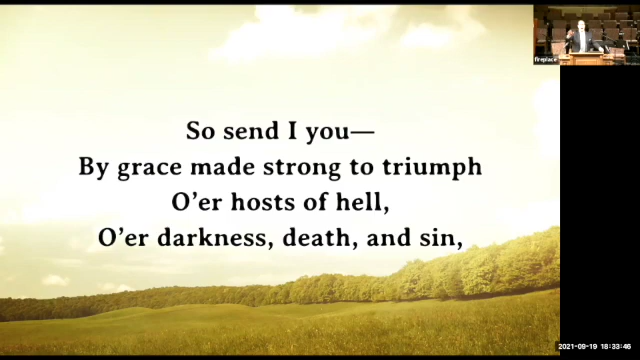 fireplace
So send I you—
By grace made strong to triumph
O’er hosts of hell,
O’er darkness, death, and sin,
2021-09-19 18:33:46